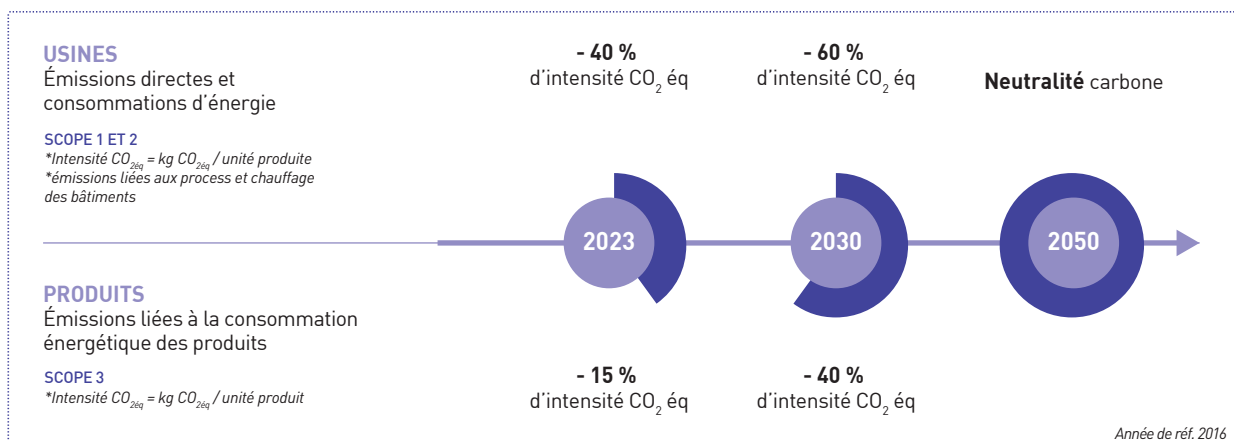 USINES
Émissions directes et
consommations d'énergie
SCOPE 1 ET 2
*Intensité CO2éq = kg CO2éq / unité produite
*émissions liées aux process et chauffage
des bâtiments
- 40 %
d'intensité CO2 éq
- 60 %
d'intensité CO2 éq
Neutralité carbone
2023
2030
2050
PRODUITS
Émissions liées à la consommation
énergétique des produits
SCOPE 3
*Intensité CO2éq = kg CO2éq / unité produit
- 15 %
d'intensité CO2 éq
- 40 %
d'intensité CO2 éq
Année de réf. 2016